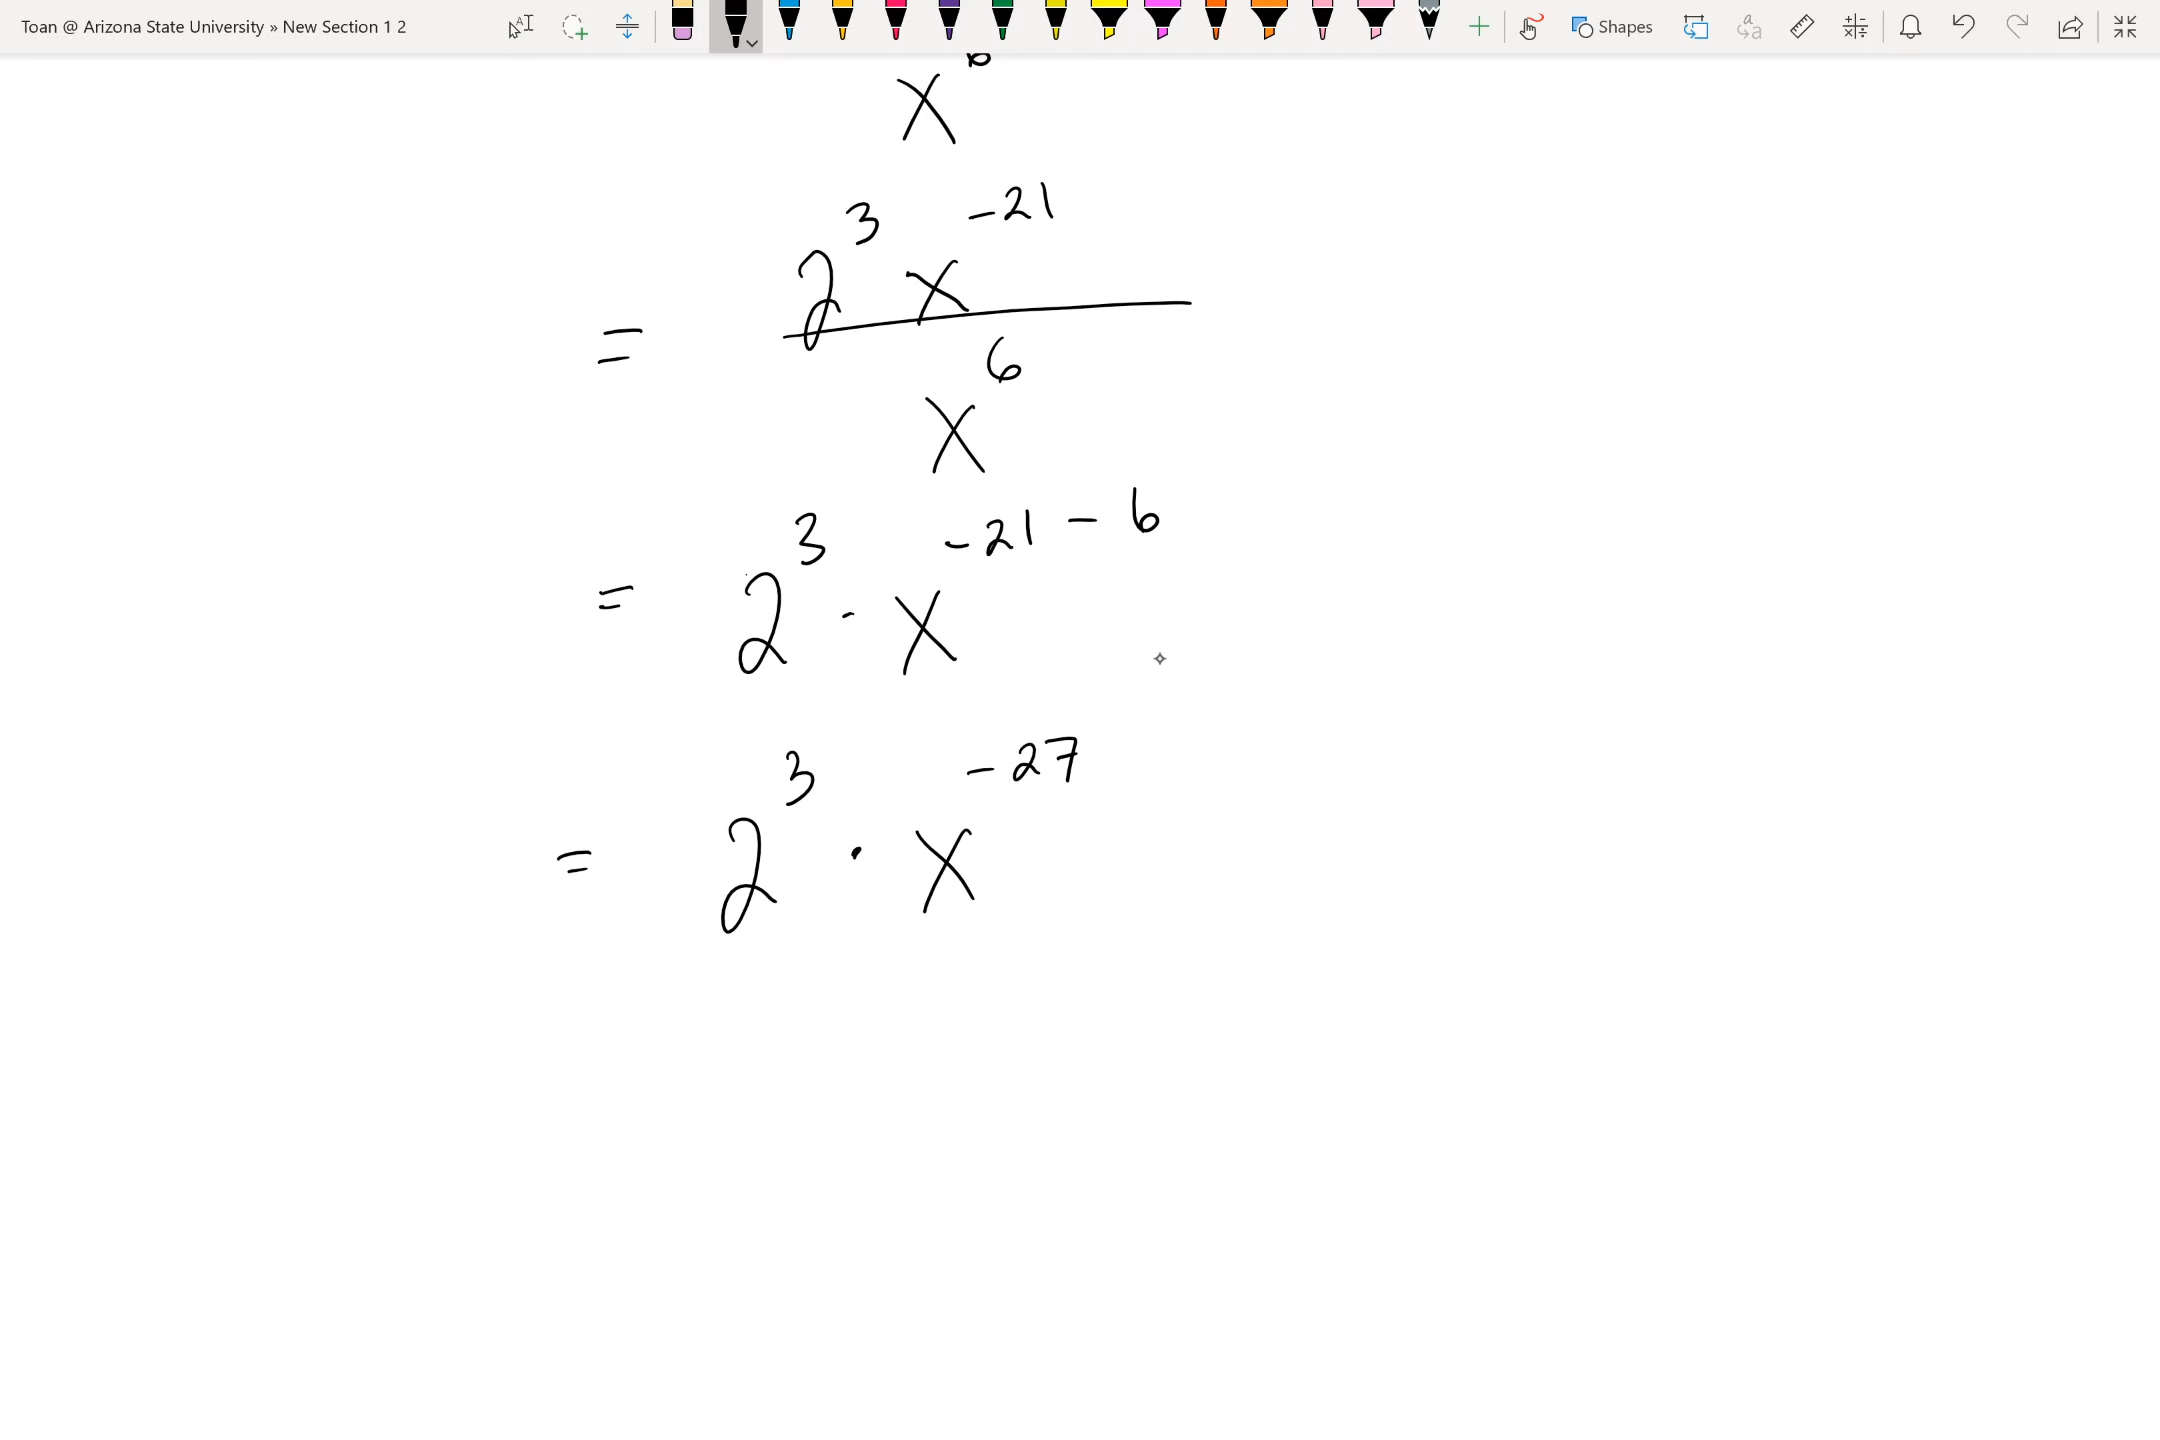 Toan @ Arizona State University » New Section 1 2
Shapes
x^6
= 2^3 x^-21 / x^6
= 2^3 · x^-21-6
= 2^3 · x^-27